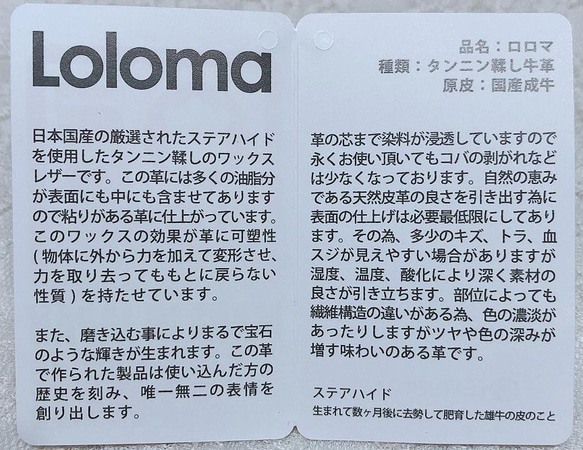 Loloma
日本国産の厳選されたステアハイド
を使用したタンニン鞣しのワックス
レザーです。この革には多くの油脂分
が表面にも中にも含ませてあります
ので粘りがある革に仕上がっています。
このワックスの効果が革に可塑性
(物体に外から力を加えて変形させ、
力を取り去ってももとに戻らない
性質)を持たせています。
また、磨き込む事によりまるで宝石
のような輝きが生まれます。この革
で作られた製品は使い込んだ方の
歴史を刻み、唯一無二の表情を
創り出します。
品名：ロロマ
種類：タンニン鞣し牛革
原皮：国産成牛
革の芯まで染料が浸透していますので
永くお使い頂いてもコバの剥がれなど
は少なくなっております。自然の恵み
である天然皮革の良さを引き出す為に
表面の仕上げは必要最低限にしてあり
ます。その為、多少のキズ、トラ、血
スジが見えやすい場合がありますが
湿度、温度、酸化により深く素材の
良さが引き立ちます。部位によっても
繊維構造の違いがある為、色の濃淡が
あったりしますがツヤや色の深みが
増す味わいのある革です。
ステアハイド
生まれて数ヶ月後に去勢して肥育した雄牛の皮のこと